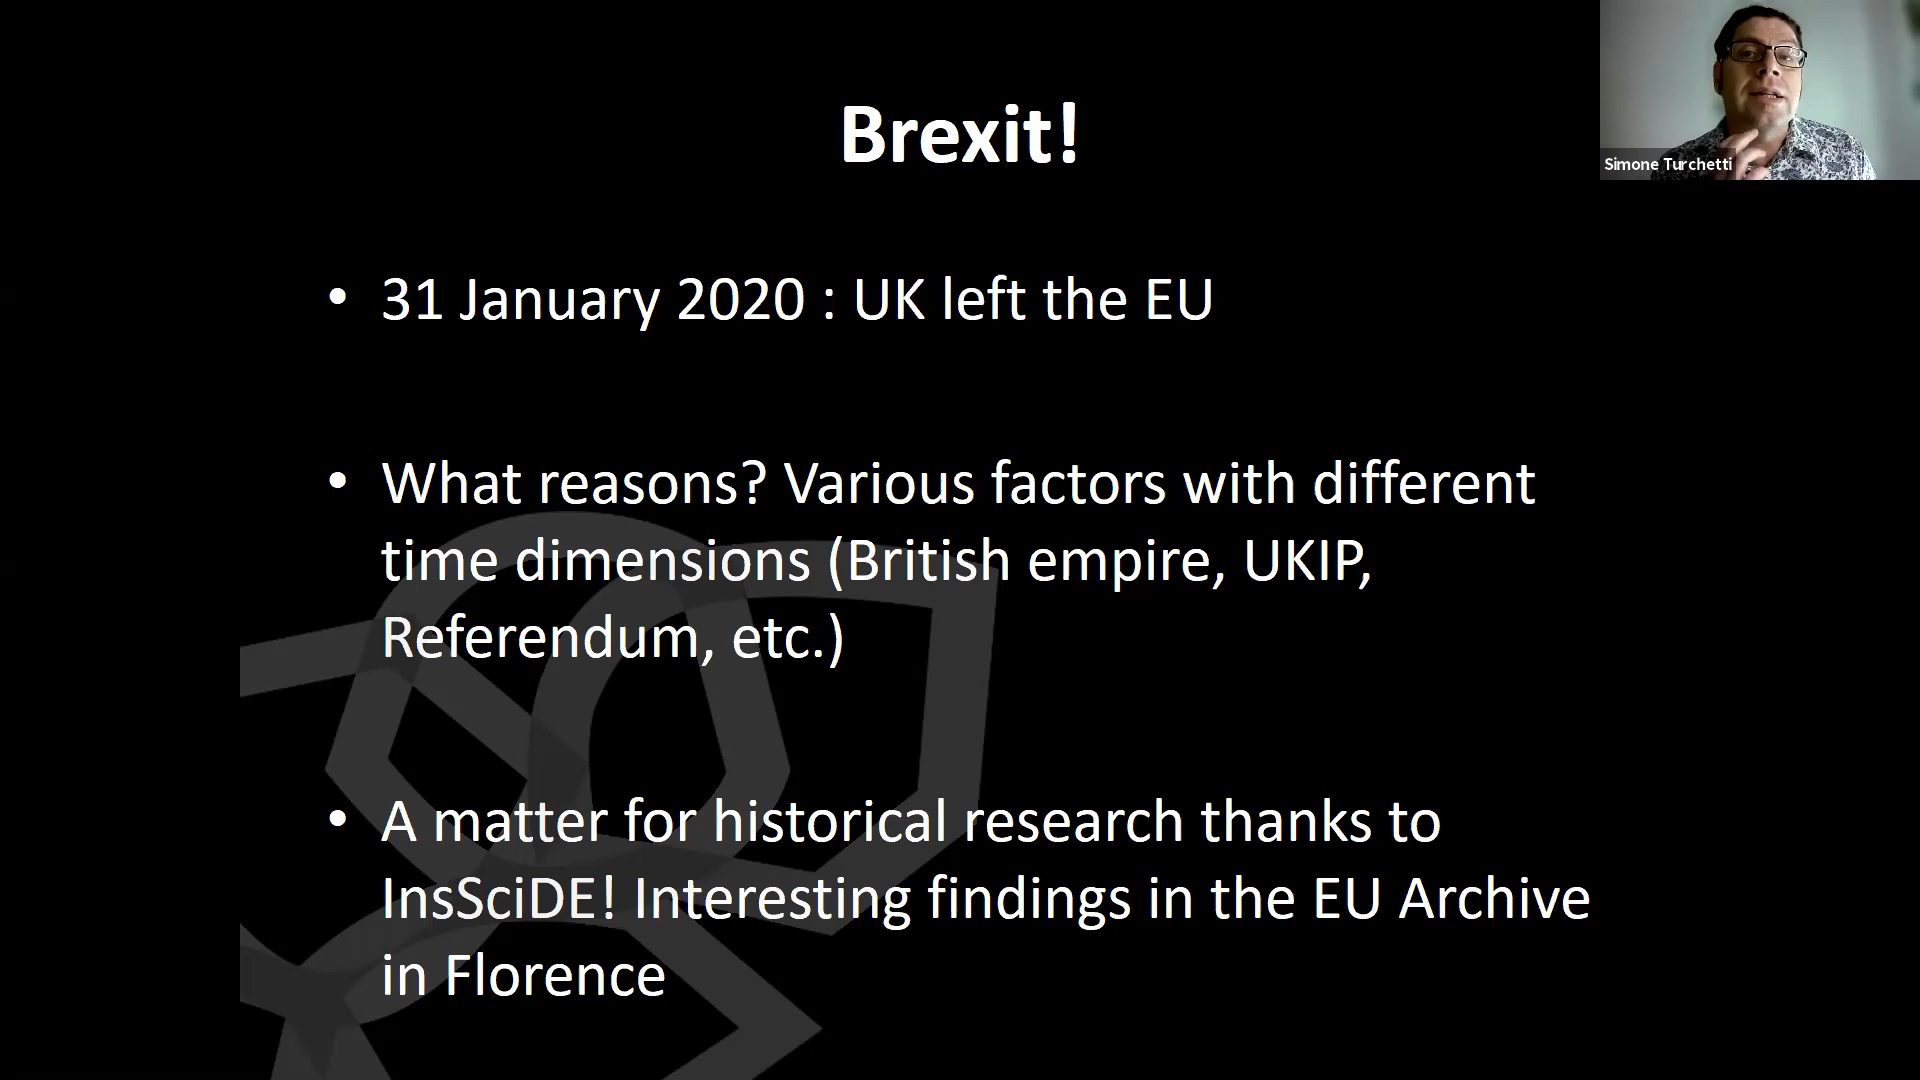 Brexit!
Simone Turchetti
• 31 January 2020 : UK left the EU
• What reasons? Various factors with different
time dimensions (British empire, UKIP,
Referendum, etc.)
• A matter for historical research thanks to
InsSciDE! Interesting findings in the EU Archive
in Florence